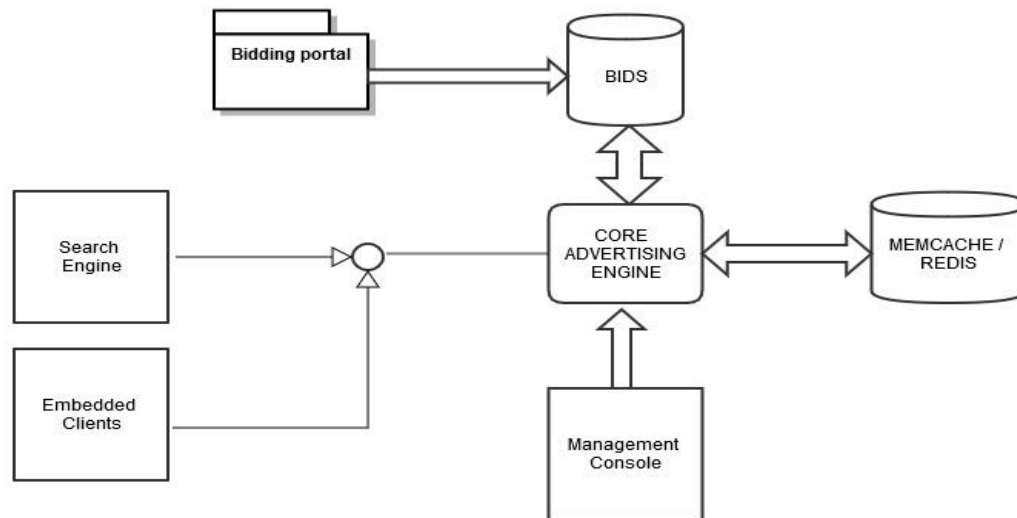 Bidding portal
BIDS
Search
Engine
CORE
ADVERTISING
ENGINE
MEMCACHE /
REDIS
Embedded
Clients
Management
Console